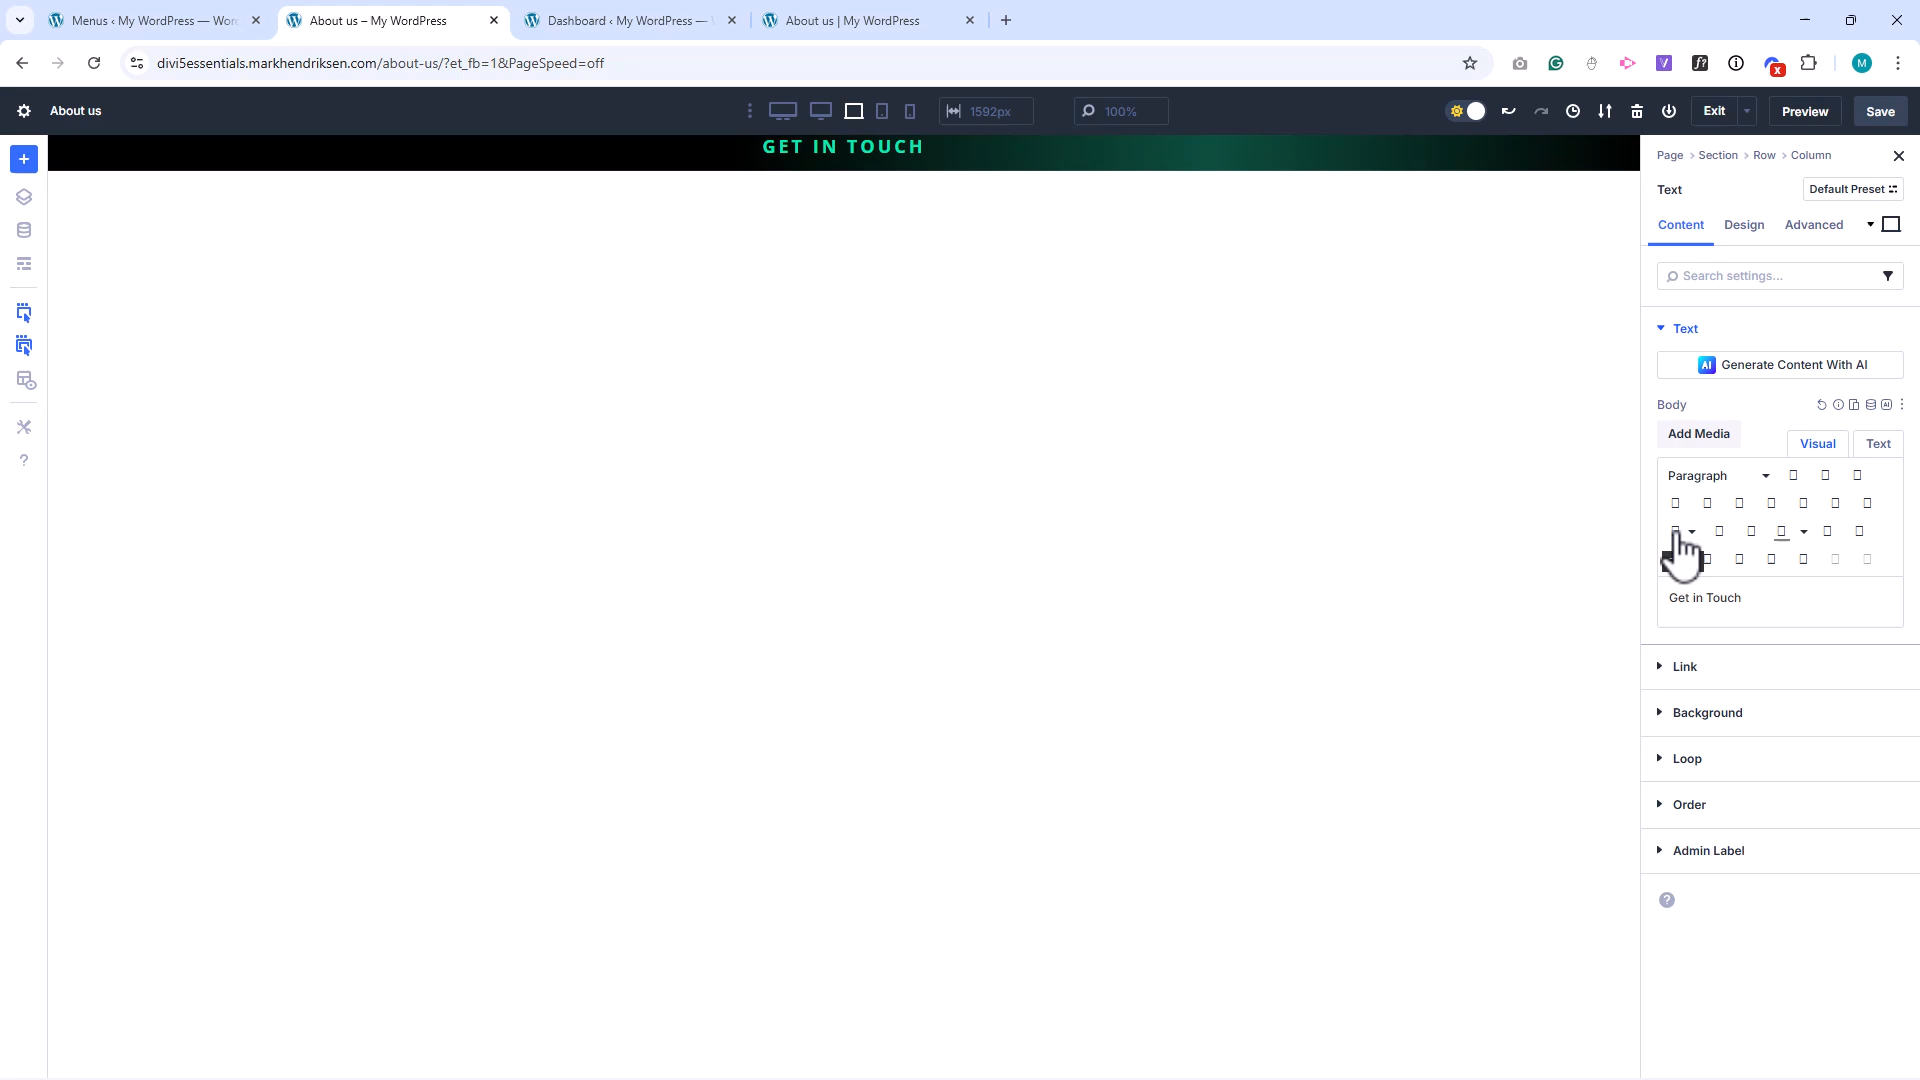 Menus ‹ My WordPress — Wor
About us – My WordPress
Dashboard ‹ My WordPress —
About us | My WordPress
divi5essentials.markhendriksen.com/about-us/?et_fb=1&PageSpeed=off
M
About us
1592px
100%
Exit
Preview
Save
GET IN TOUCH
Page > Section > Row > Column
Text
Default Preset
Content
Design
Advanced
Search settings...
Text
AI Generate Content With AI
Body
Add Media
Visual
Text
Paragraph
Get in Touch
Link
Background
Loop
Order
Admin Label